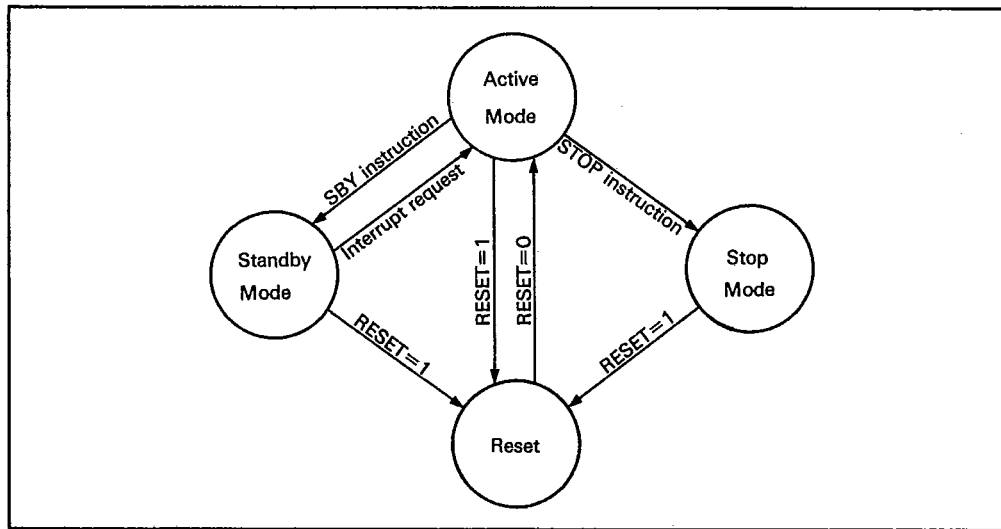 Active
Mode
SBY instruction
Interrupt request
STOP instruction
Standby
Mode
RESET=1
RESET=0
Stop
Mode
RESET=1
RESET=1
Reset